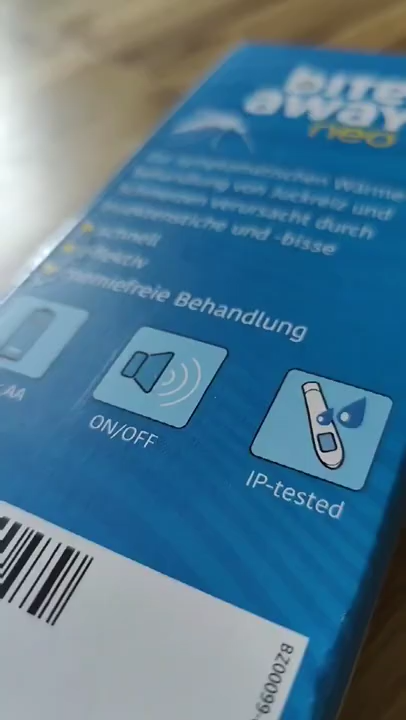 BITE
away
neo
Zur symptomatischen Wärme
behandlung von Juckreiz und
Schmerzen verursacht durch
Insektenstiche und -bisse
schnell
effektiv
chemiefreie Behandlung
AA
ON/OFF
IP-tested
B20009